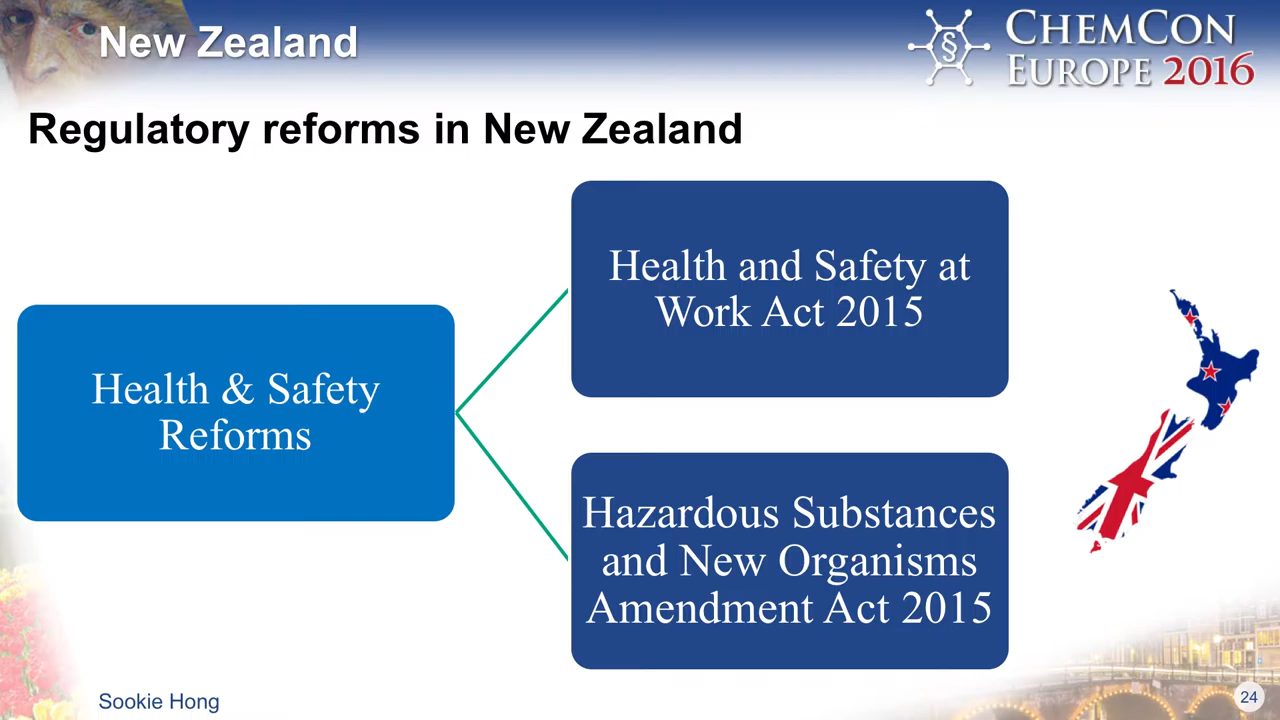 New Zealand
§
CHEMCON
EUROPE 2016
Regulatory reforms in New Zealand
Health and Safety at
Work Act 2015
Health & Safety
Reforms
Hazardous Substances
and New Organisms
Amendment Act 2015
Sookie Hong
24